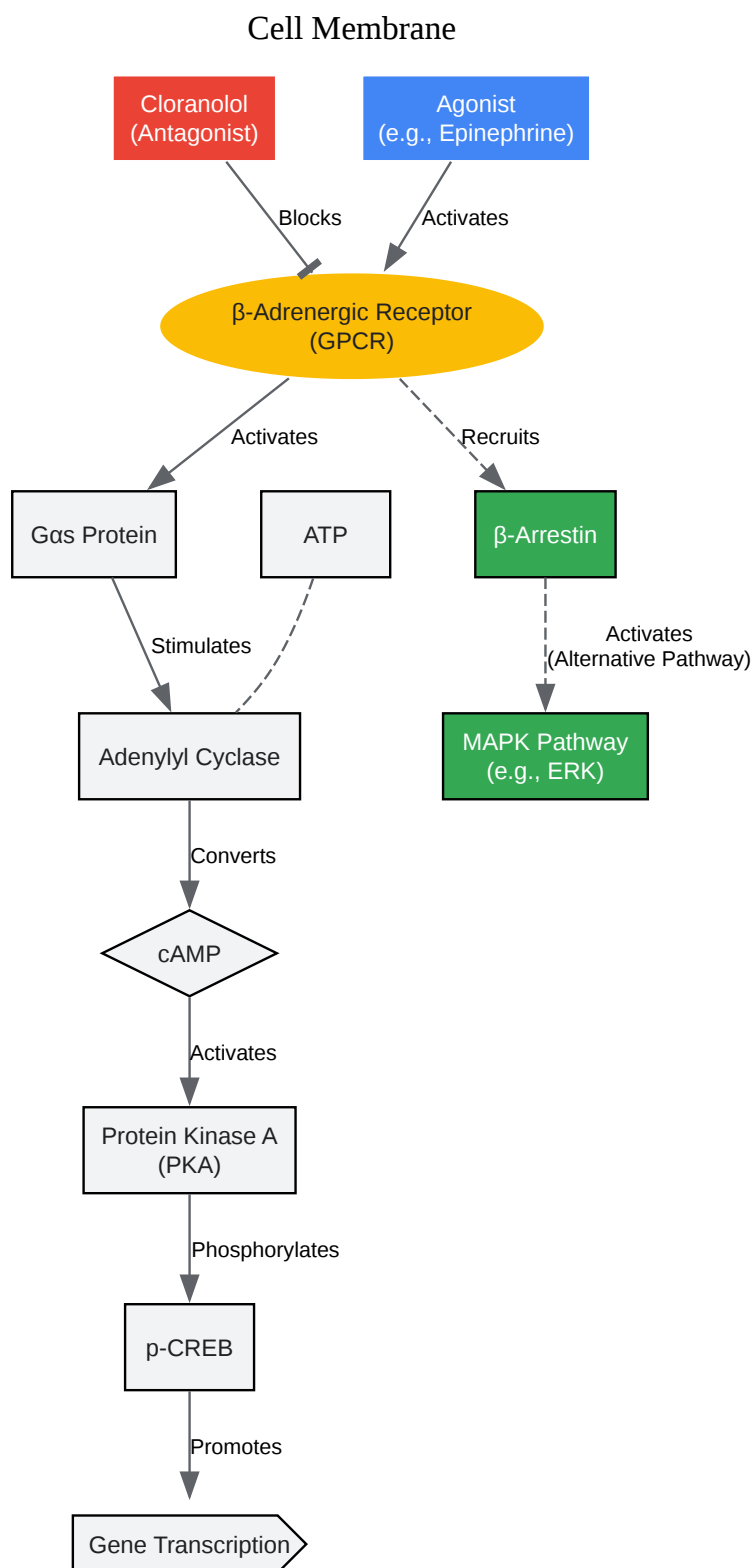 Cell Membrane
Cloranolol
(Antagonist)
Agonist
(e.g., Epinephrine)
Blocks
Activates
β-Adrenergic Receptor
(GPCR)
Activates
Recruits
Gαs Protein
ATP
β-Arrestin
Stimulates
Activates
(Alternative Pathway)
Adenylyl Cyclase
MAPK Pathway
(e.g., ERK)
Converts
cAMP
Activates
Protein Kinase A
(PKA)
Phosphorylates
p-CREB
Promotes
Gene Transcription